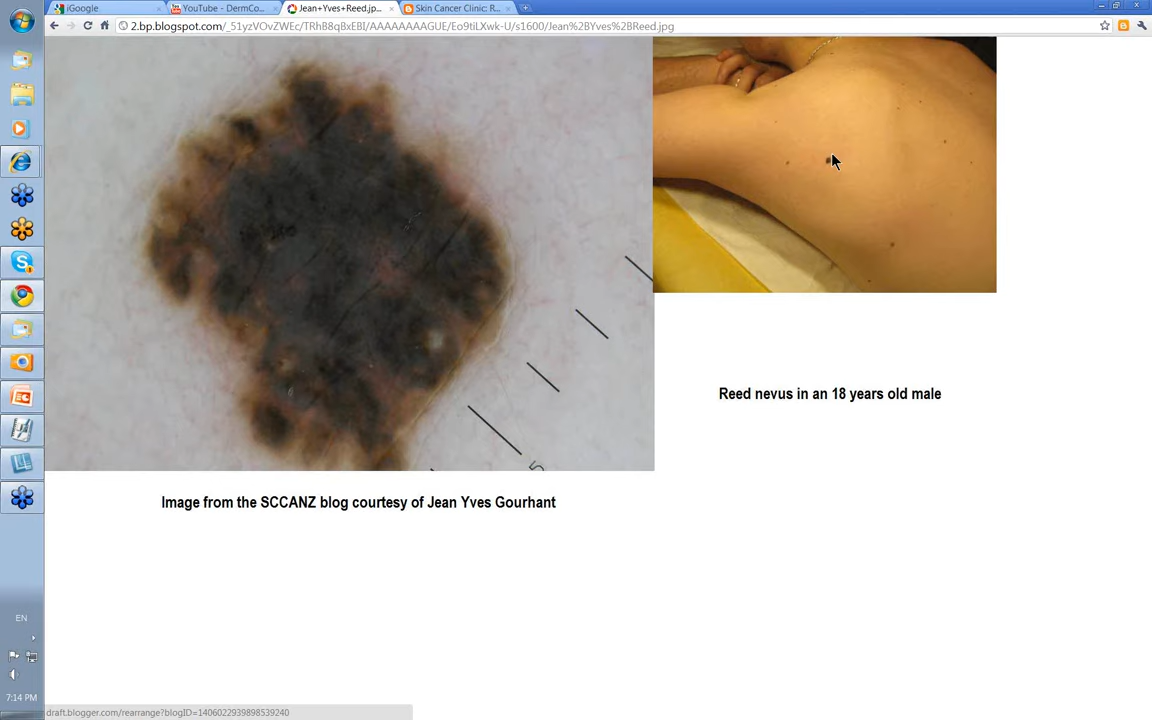 iGoogle
YouTube - DermCo...
Jean+Yves+Reed.jp...
Skin Cancer Clinic: R...
2.bp.blogspot.com/_51yzVOvZWEc/TRhB8qBxEBI/AAAAAAAAGUE/Eo9tiLXwk-U/s1600/Jean%2BYves%2BReed.jpg
5
Reed nevus in an 18 years old male
Image from the SCCANZ blog courtesy of Jean Yves Gourhant
EN
7:14 PM
draft.blogger.com/rearrange?blogID=1406022939898539240